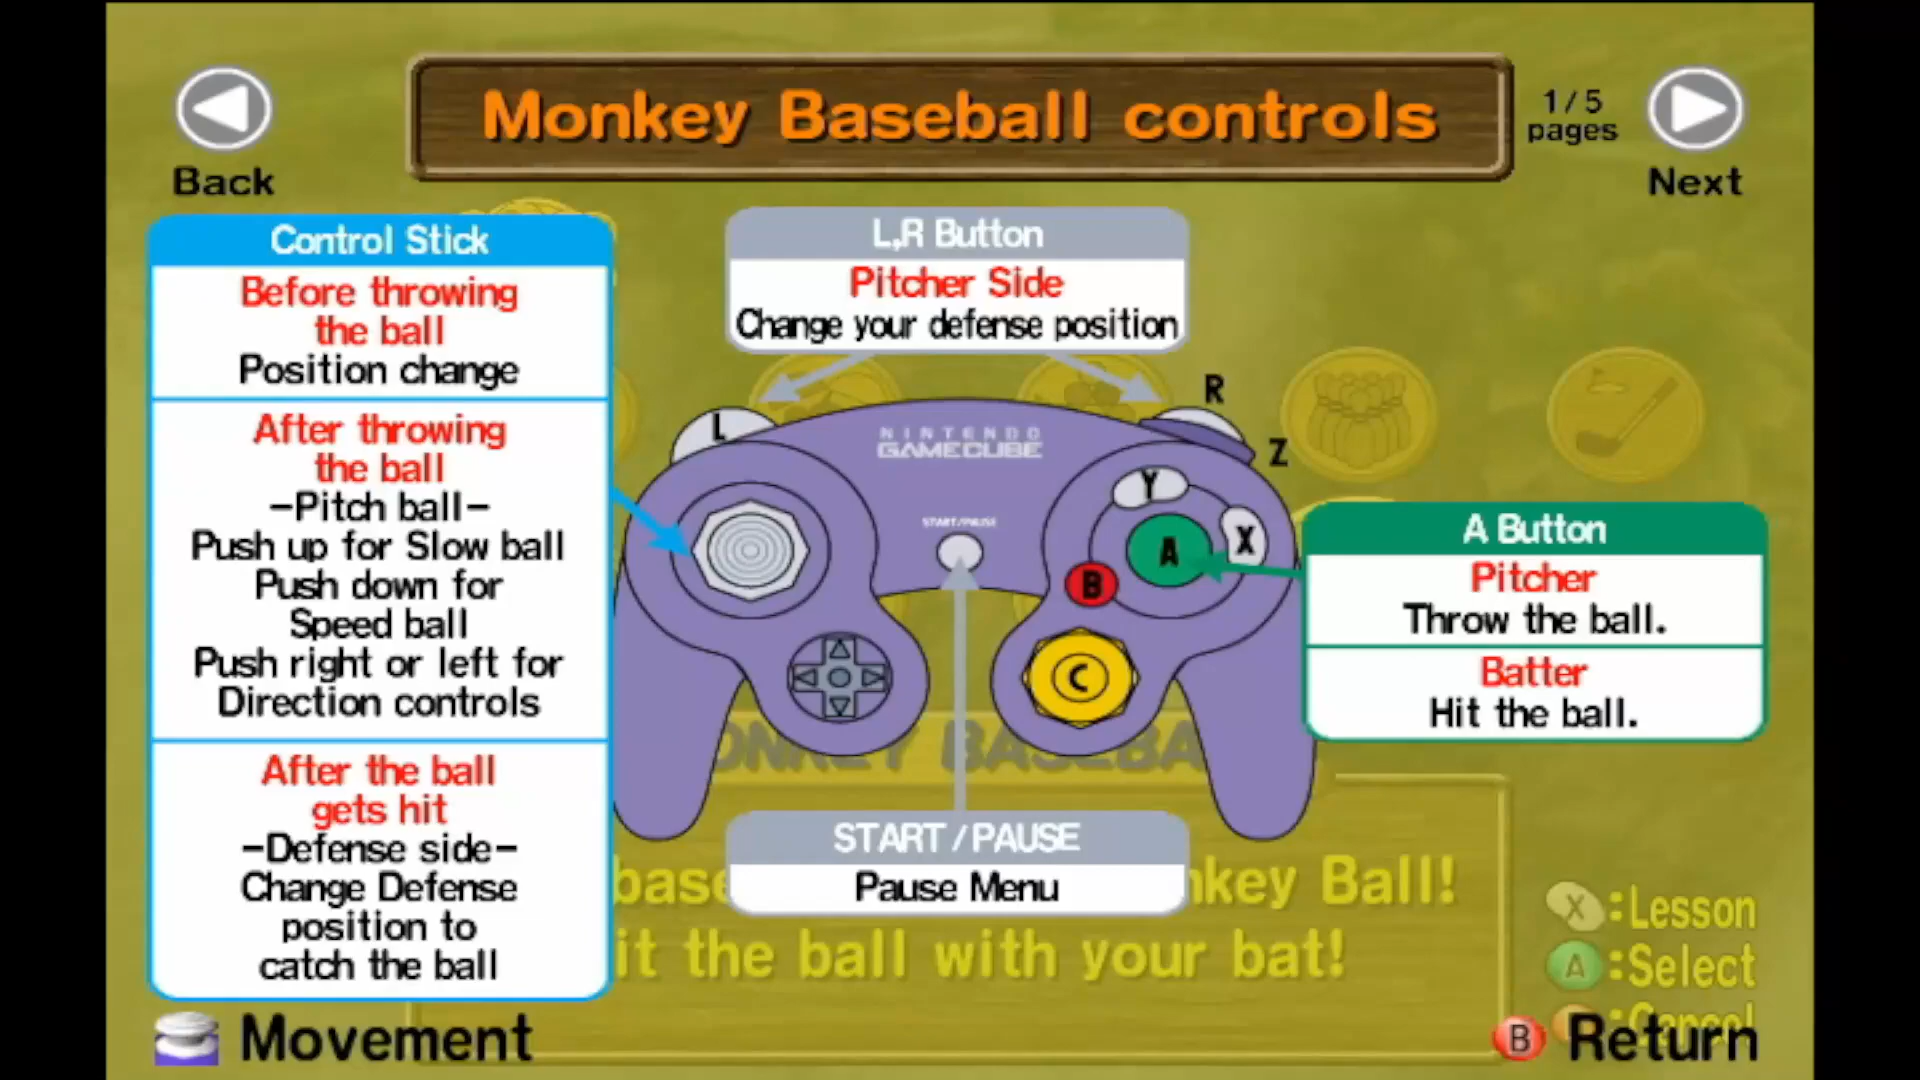 Monkey Baseball controls
1/5
pages
Back
Next
Control Stick
Before throwing
the ball
Position change
After throwing
the ball
-Pitch ball-
Push up for Slow ball
Push down for
Speed ball
Push right or left for
Direction controls
After the ball
gets hit
-Defense side-
Change Defense
position to
catch the ball
L,R Button
Pitcher Side
Change your defense position
L
R
Z
NINTENDO
GAMECUBE
START/PAUSE
Y
X
A
B
C
A Button
Pitcher
Throw the ball.
Batter
Hit the ball.
START/PAUSE
Pause Menu
BASEBA
Ball!
it the ball with your bat!
X:Lesson
A:Select
:Cancel
Movement
B Return